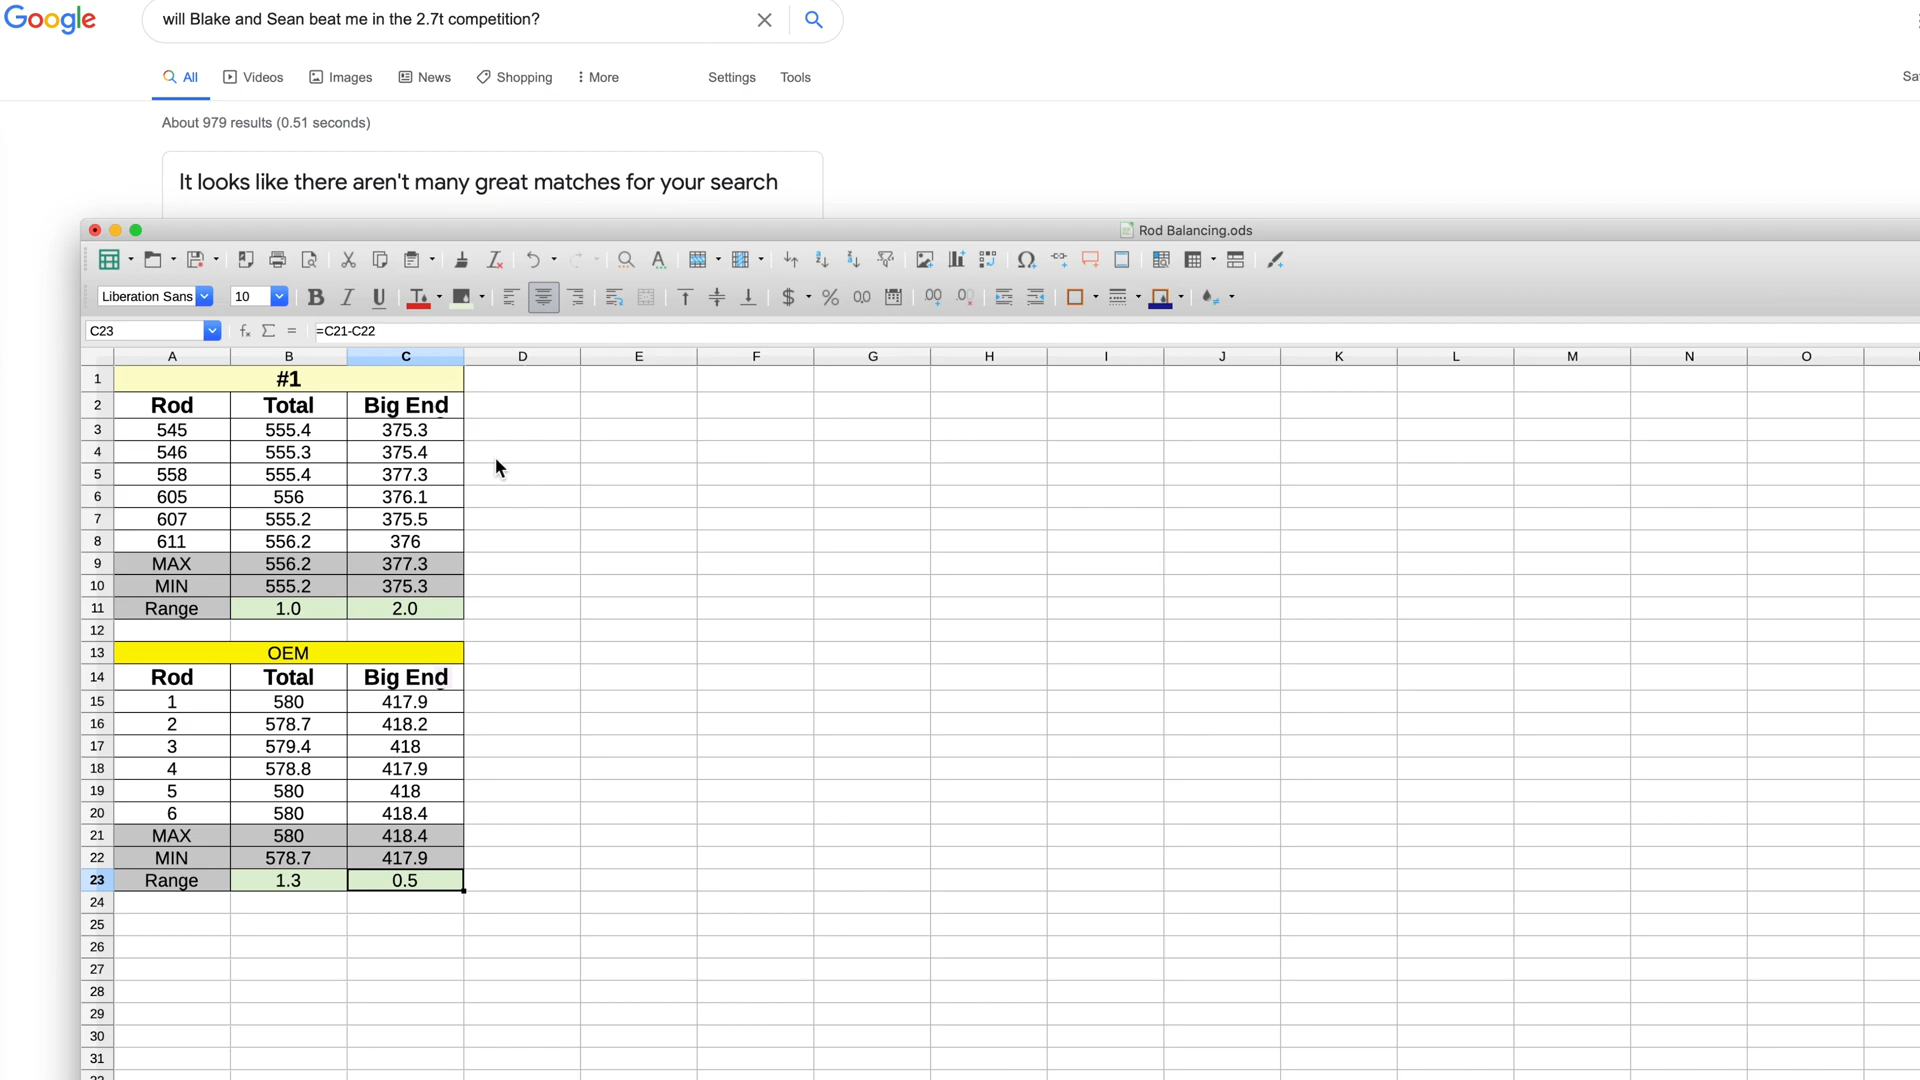 Google
will Blake and Sean beat me in the 2.7t competition?
All Videos Images News Shopping More Settings Tools
About 979 results (0.51 seconds)
It looks like there aren't many great matches for your search
Rod Balancing.ods
Liberation Sans 10
C23 =C21-C22
A B C D E F G H I J K L M N O
1 #1
2 Rod Total Big End
3 545 555.4 375.3
4 546 555.3 375.4
5 558 555.4 377.3
6 605 556 376.1
7 607 555.2 375.5
8 611 556.2 376
9 MAX 556.2 377.3
10 MIN 555.2 375.3
11 Range 1.0 2.0
12
13 OEM
14 Rod Total Big End
15 1 580 417.9
16 2 578.7 418.2
17 3 579.4 418
18 4 578.8 417.9
19 5 580 418
20 6 580 418.4
21 MAX 580 418.4
22 MIN 578.7 417.9
23 Range 1.3 0.5
24
25
26
27
28
29
30
31